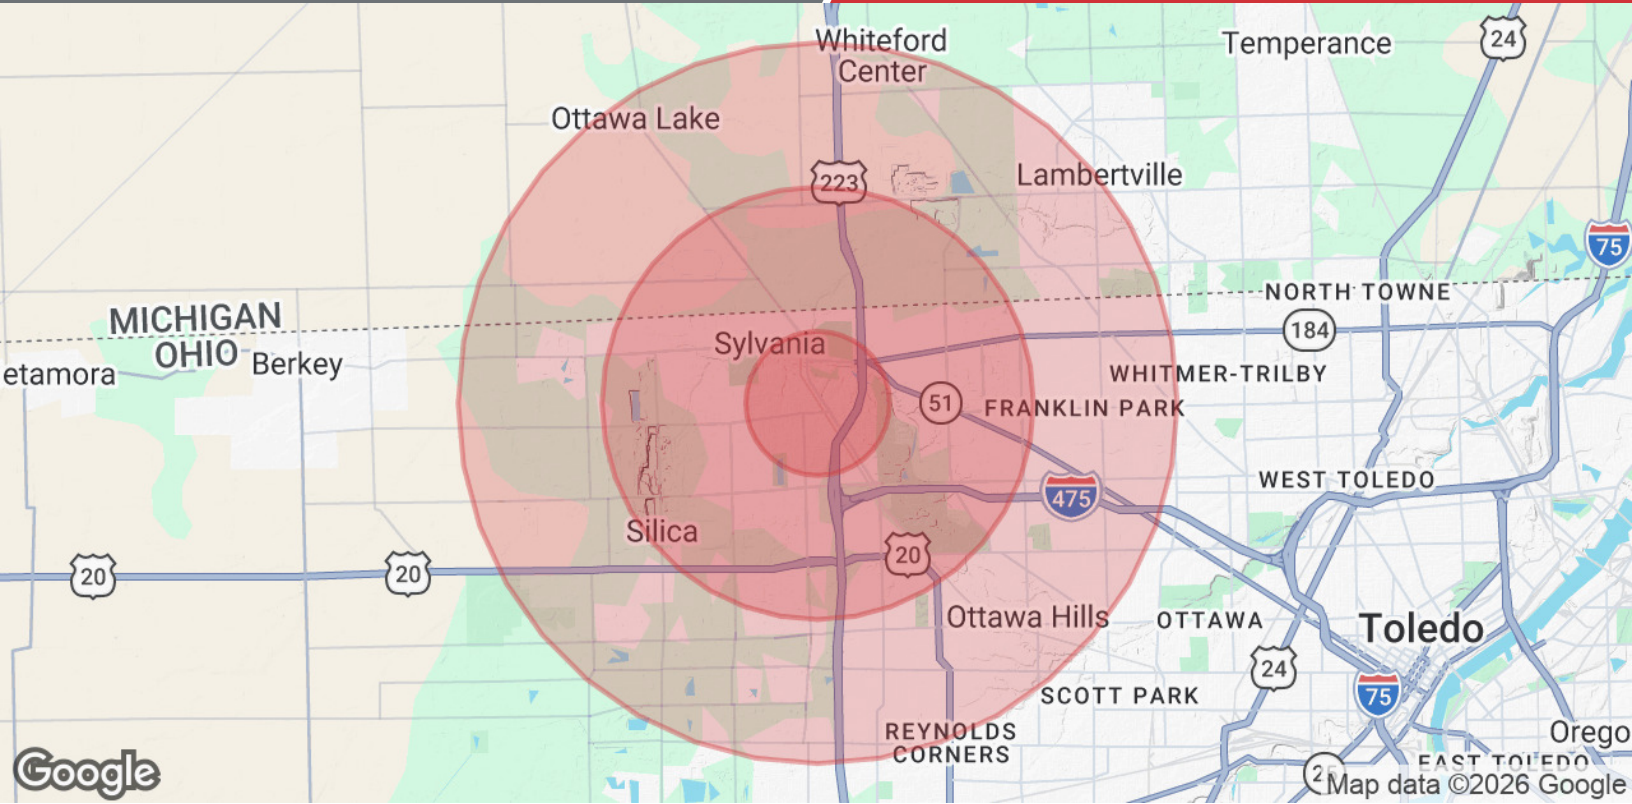 Whiteford
Center
Temperance
24
Ottawa Lake
223
Lambertville
75
NORTH TOWNE
MICHIGAN
OHIO
184
Sylvania
Berkey
etamora
WHITMER-TRILBY
51
FRANKLIN PARK
475
WEST TOLEDO
Silica
20
20
20
Ottawa Hills
OTTAWA
Toledo
24
75
SCOTT PARK
REYNOLDS
CORNERS
Orego
EAST TOLEDO
Google
Map data ©2026 Google